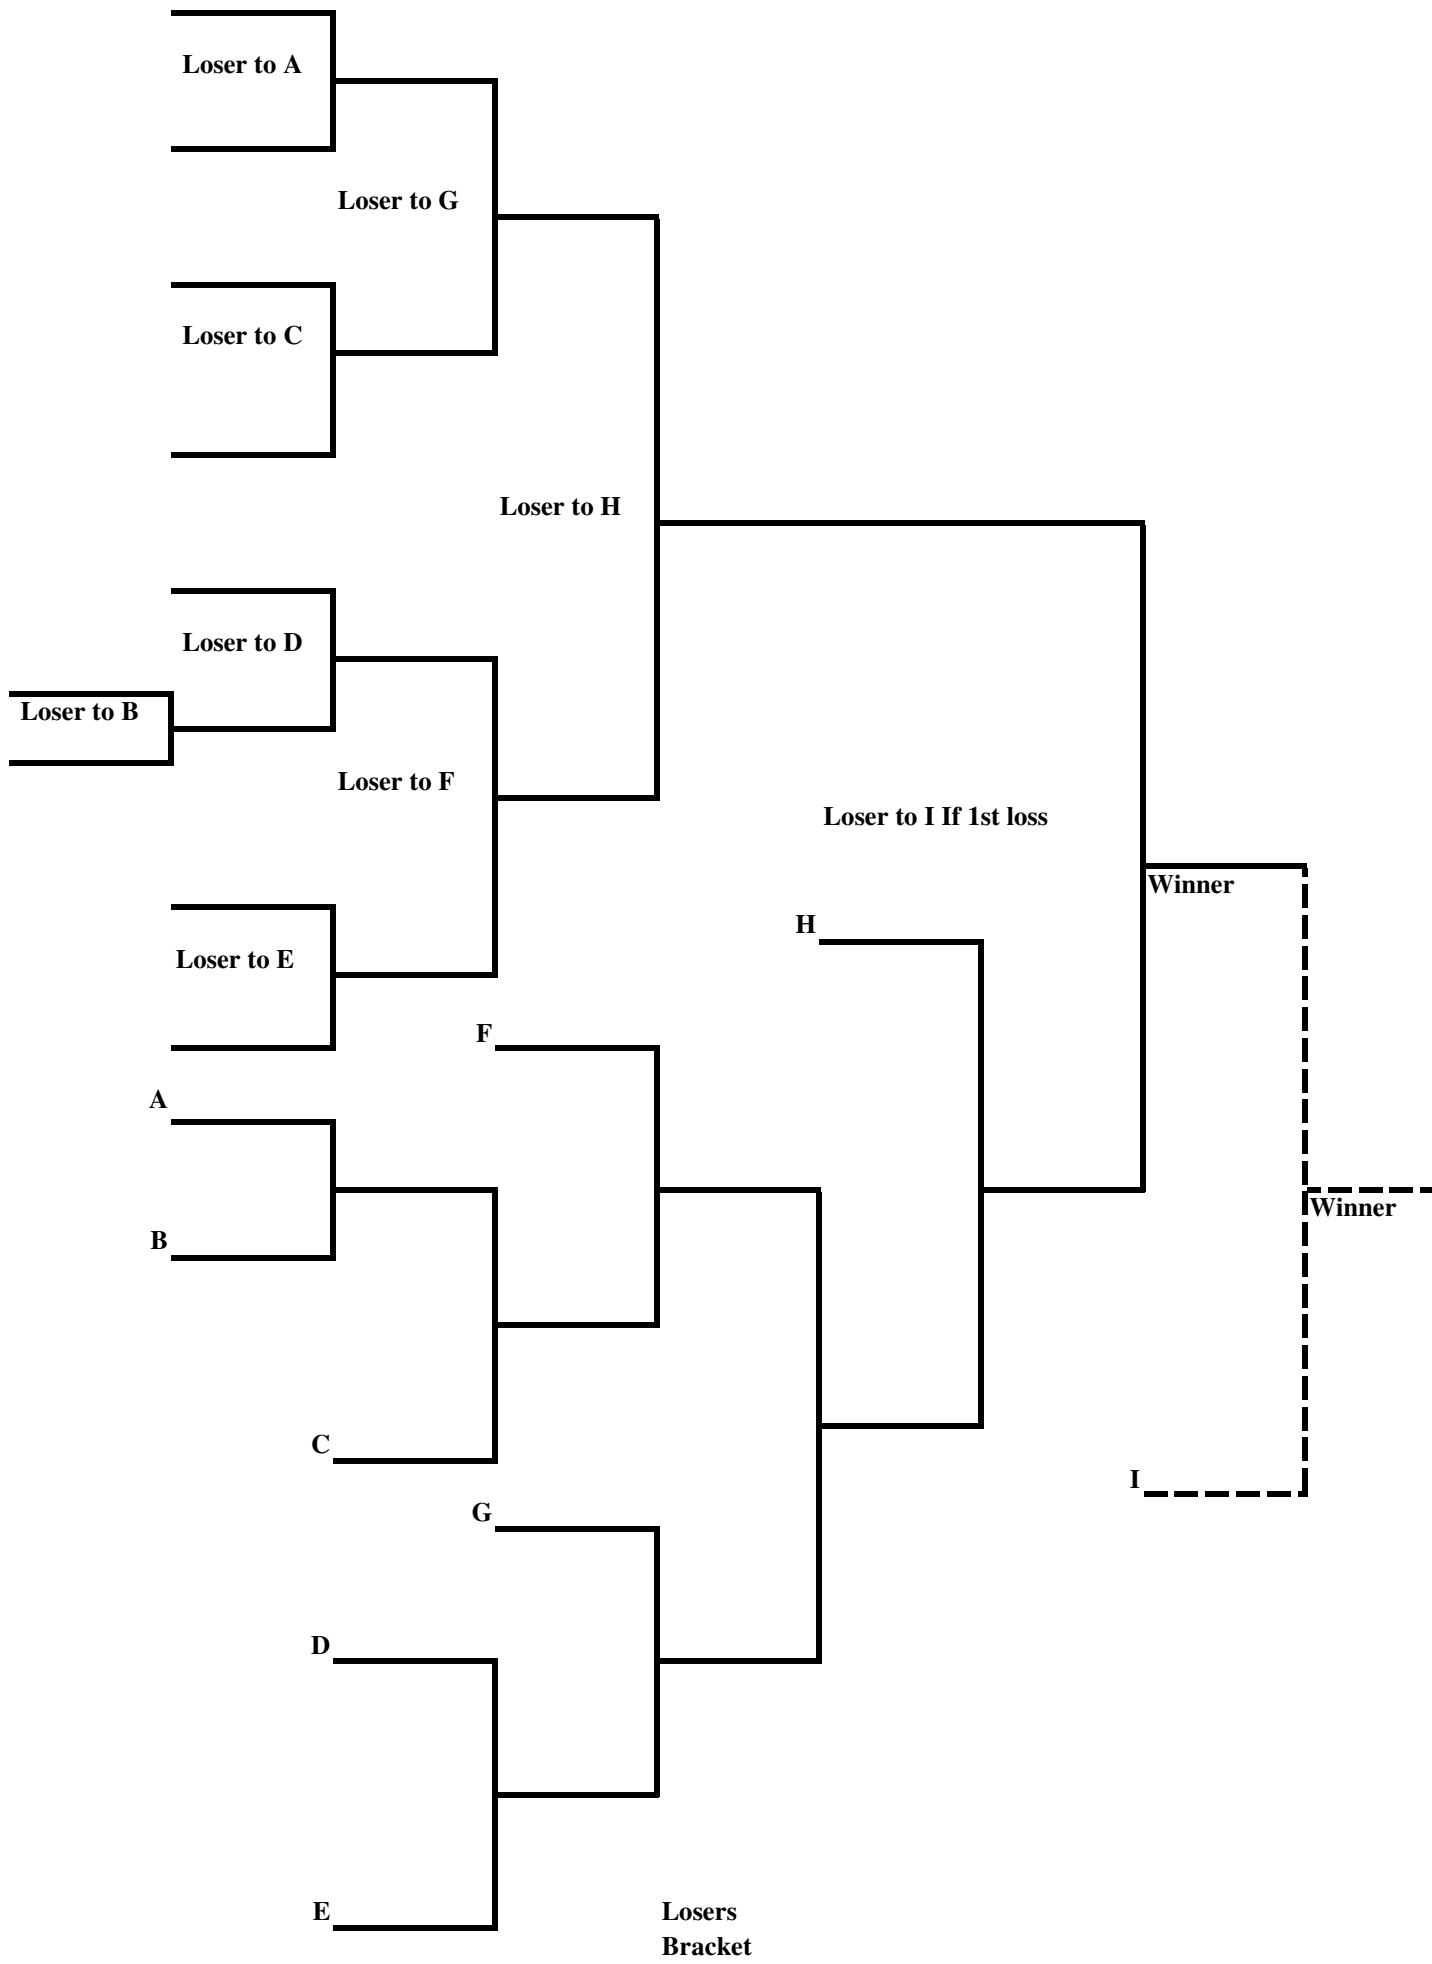 Loser to A
Loser to G
Loser to C
Loser to H
Loser to D
Loser to B
Loser to F
Loser to I If 1st loss
Winner
H
Loser to E
F
A
Winner
B
C
I
G
D
E
Losers
Bracket